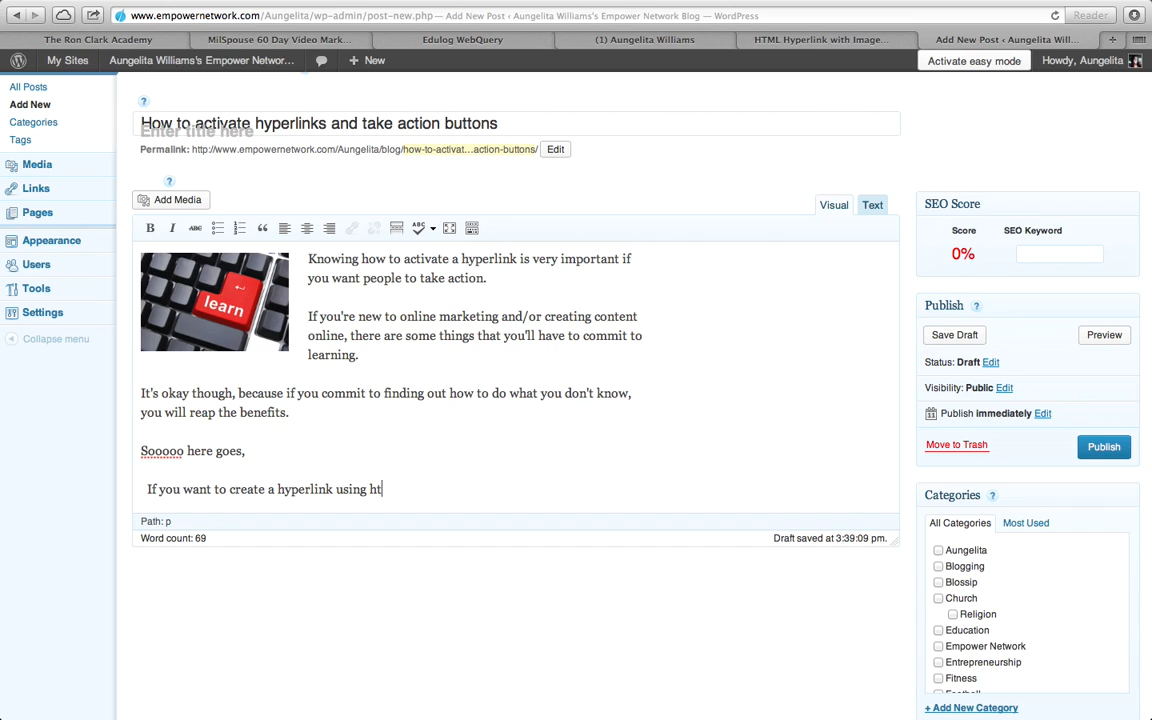 www.empowernetwork.com/Aungelita/wp-admin/post-new.php — Add New Post ‹ Aungelita Williams's Empower Network Blog — WordPress
Reader
The Ron Clark Academy
MilSpouse 60 Day Video Mark...
Edulog WebQuery
(1) Aungelita Williams
HTML Hyperlink with Image...
Add New Post ‹ Aungelita Will...
My Sites
Aungelita Williams's Empower Networ...
+ New
Activate easy mode
Howdy, Aungelita
All Posts
Add New
Categories
Tags
Media
Links
Pages
Appearance
Users
Tools
Settings
Collapse menu
?
How to activate hyperlinks and take action buttons
Enter title here
Permalink: http://www.empowernetwork.com/Aungelita/blog/how-to-activat...action-buttons/ Edit
?
Add Media
Visual
Text
B I ABC
ABC
Knowing how to activate a hyperlink is very important if
you want people to take action.
If you're new to online marketing and/or creating content
online, there are some things that you'll have to commit to
learning.
learn
It's okay though, because if you commit to finding out how to do what you don't know,
you will reap the benefits.
Sooooo here goes,
If you want to create a hyperlink using ht
Path: p
Word count: 69
Draft saved at 3:39:09 pm.
SEO Score
Score
SEO Keyword
0%
Publish ?
Save Draft
Preview
Status: Draft Edit
Visibility: Public Edit
Publish immediately Edit
Move to Trash
Publish
Categories ?
All Categories
Most Used
Aungelita
Blogging
Blossip
Church
Religion
Education
Empower Network
Entrepreneurship
Fitness
Football
+ Add New Category